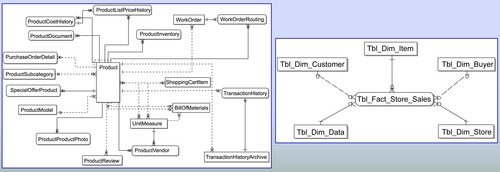 ProductListPriceHistory
ProductCostHistory
WorkOrder
WorkOrderRouting
ProductDocument
ProductInventory
PurchaseOrderDetail
Product
ProductSubcategory
ShoppingCartItem
SpecialOfferProduct
TransactionHistory
ProductModel
BillOfMaterials
UnitMeasure
ProductProductPhoto
ProductVendor
ProductReview
TransactionHistoryArchive
Tbl_Dim_Item
Tbl_Dim_Customer
Tbl_Dim_Buyer
Tbl_Fact_Store_Sales
Tbl_Dim_Data
Tbl_Dim_Store